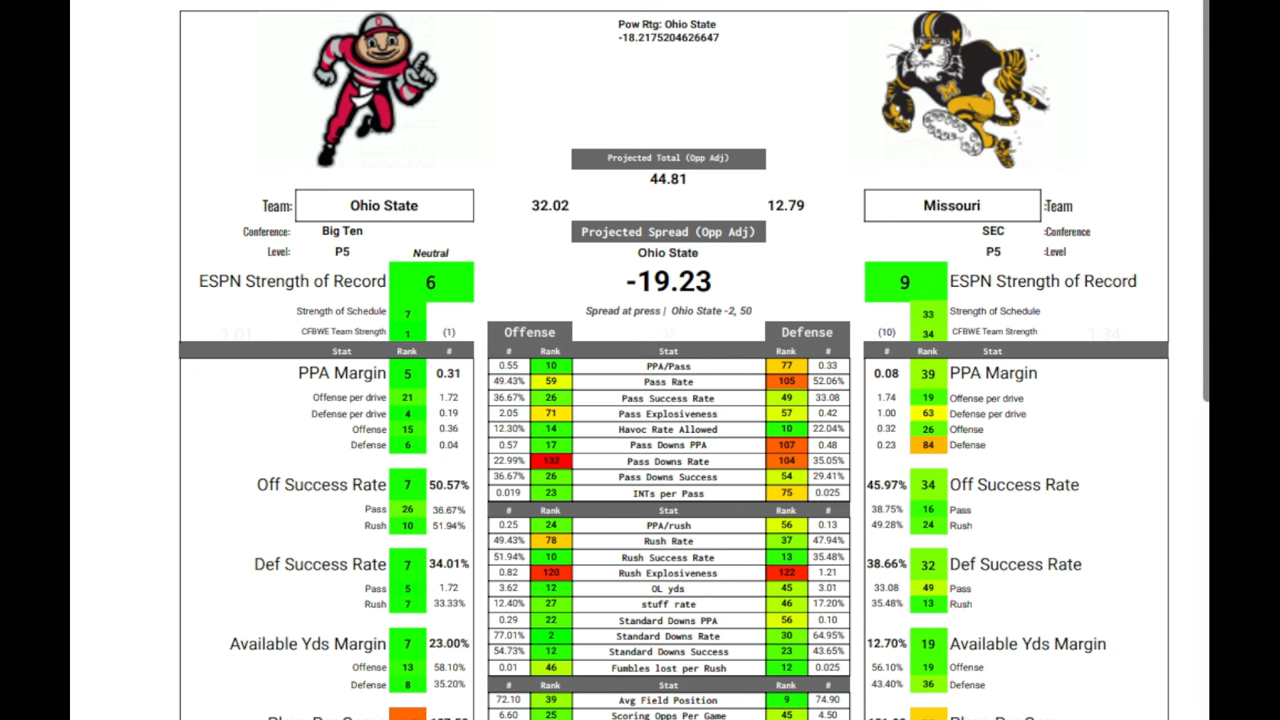 Pow Rtg: Ohio State
-18.2175204626647
Projected Total (Opp Adj)
44.81
Team: Ohio State 32.02 12.79 Missouri :Team
Conference: Big Ten Projected Spread (Opp Adj) SEC :Conference
Level: P5 Neutral Ohio State P5 :Level
ESPN Strength of Record 6 -19.23 9 ESPN Strength of Record
Strength of Schedule 7 Spread at press | Ohio State -2, 50 33 Strength of Schedule
1.01 CFBWE Team Strength 1 (1) Offense Defense (10) 34 CFBWE Team Strength 1.34
Stat Rank # # Rank Stat Rank # # Rank Stat
PPA Margin 5 0.31 0.08 39 PPA Margin
Offense per drive 21 1.72 1.74 19 Offense per drive
Defense per drive 4 0.19 1.00 63 Defense per drive
Offense 15 0.36 0.32 26 Offense
Defense 6 0.04 0.23 84 Defense
Off Success Rate 7 50.57% 45.97% 34 Off Success Rate
Pass 26 36.67% 38.75% 16 Pass
Rush 10 51.94% 49.28% 24 Rush
Def Success Rate 7 34.01% 38.66% 32 Def Success Rate
Pass 5 1.72 33.08 49 Pass
Rush 7 33.33% 35.48% 13 Rush
Available Yds Margin 7 23.00% 12.70% 19 Available Yds Margin
Offense 13 58.10% 56.10% 19 Offense
Defense 8 35.20% 43.40% 36 Defense
0.55 10 PPA/Pass 77 0.33
49.43% 59 Pass Rate 105 52.06%
36.67% 26 Pass Success Rate 49 33.08
2.05 71 Pass Explosiveness 57 0.42
12.30% 14 Havoc Rate Allowed 10 22.04%
0.57 17 Pass Downs PPA 107 0.48
22.99% 132 Pass Downs Rate 104 35.05%
36.67% 26 Pass Downs Success 54 29.41%
0.019 23 INTs per Pass 75 0.025
# Rank Stat Rank #
0.25 24 PPA/rush 56 0.13
49.43% 78 Rush Rate 37 47.94%
51.94% 10 Rush Success Rate 13 35.48%
0.82 120 Rush Explosiveness 122 1.21
3.62 12 OL yds 45 3.01
12.40% 27 stuff rate 46 17.20%
0.29 22 Standard Downs PPA 56 0.10
77.01% 2 Standard Downs Rate 30 64.95%
54.73% 12 Standard Downs Success 23 43.65%
0.01 46 Fumbles lost per Rush 12 0.025
# Rank Stat Rank #
72.10 39 Avg Field Position 9 74.90
6.60 25 Scoring Opps Per Game 45 4.50